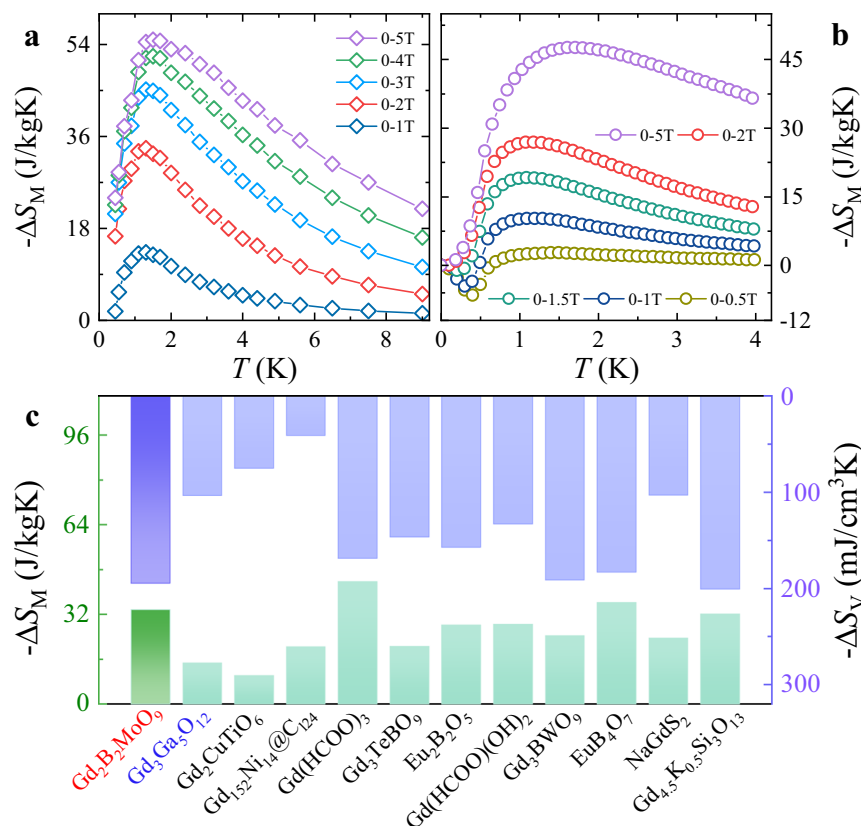 a
0-5T
0-4T
0-3T
0-2T
0-1T
-ΔS_M (J/kgK)
54
36
18
0
0 2 4 6 8
T (K)
b
0-5T 0-2T
0-1.5T 0-1T 0-0.5T
-ΔS_M (J/kgK)
45
30
15
0
-12
0 1 2 3 4
T (K)
c
-ΔS_M (J/kgK)
96
64
32
0
-ΔS_V (mJ/cm³K)
0
100
200
300
Gd₂B₂MoO₉
Gd₃Ga₅O₁₂
Gd₂CuTiO₆
Gd₁₅₂Ni₁₄@C₁₂₄
Gd(HCOO)₃
Gd₃TeBO₉
Eu₂B₂O₅
Gd(HCOO)(OH)₂
Gd₃BWO₉
EuB₄O₇
NaGdS₂
Gd₄.₅K₀.₅Si₃O₁₃